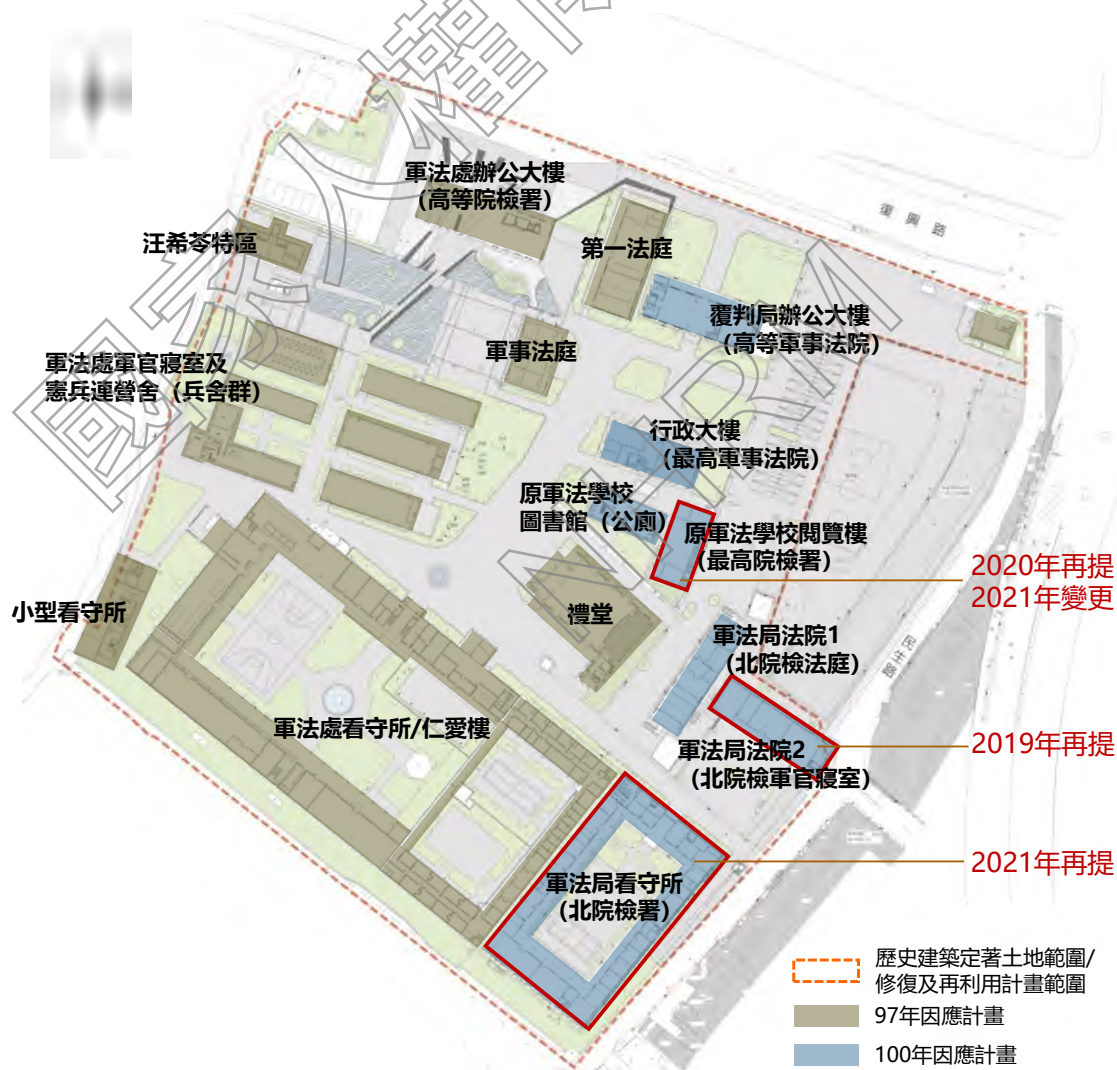 國家人權博
NHRM
軍法處辦公大樓
(高等院檢署)
復興路
汪希苓特區
第一法庭
覆判局辦公大樓
(高等軍事法院)
軍事法庭
軍法處軍官寢室及
憲兵連營舍 (兵舍群)
行政大樓
(最高軍事法院)
原軍法學校
圖書館 (公廁)
原軍法學校閱覽樓
(最高院檢署)
2020年再提
2021年變更
小型看守所
禮堂
軍法局法院1
(北院檢法庭)
民生路
軍法處看守所/仁愛樓
軍法局法院2
(北院檢軍官寢室)
2019年再提
軍法局看守所
(北院檢署)
2021年再提
歷史建築定著土地範圍/
修復及再利用計畫範圍
97年因應計畫
100年因應計畫